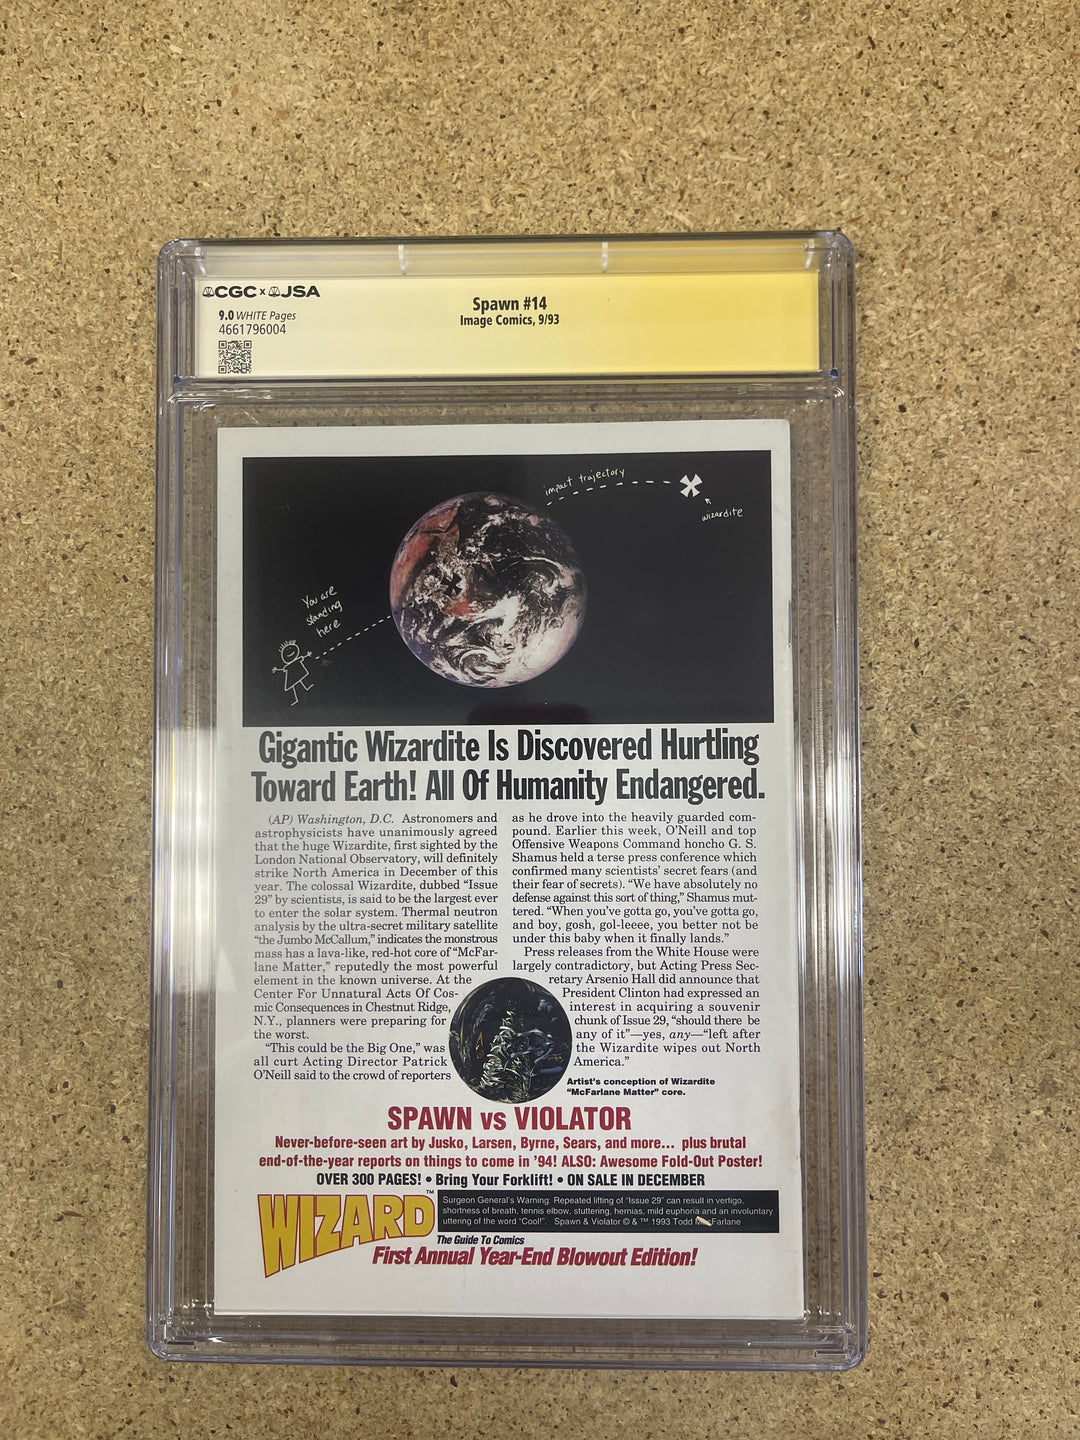 CGC x JSA
9.0 WHITE Pages
4661796004
Spawn #14
Image Comics, 9/93
impact trajectory
wizardite
You are
standing
here
Gigantic Wizardite Is Discovered Hurtling
Toward Earth! All Of Humanity Endangered.
(AP) Washington, D.C. Astronomers and
astrophysicists have unanimously agreed
that the huge Wizardite, first sighted by the
London National Observatory, will definitely
strike North America in December of this
year. The colossal Wizardite, dubbed “Issue
29” by scientists, is said to be the largest ever
to enter the solar system. Thermal neutron
analysis by the ultra-secret military satellite
“the Jumbo McCallum,” indicates the monstrous
mass has a lava-like, red-hot core of “McFar-
lane Matter,” reputedly the most powerful
element in the known universe. At the
Center For Unnatural Acts Of Cos-
mic Consequences in Chestnut Ridge,
N.Y., planners were preparing for
the worst.
“This could be the Big One,” was
all curt Acting Director Patrick
O’Neill said to the crowd of reporters
as he drove into the heavily guarded com-
pound. Earlier this week, O’Neill and top
Offensive Weapons Command honcho G. S.
Shamus held a terse press conference which
confirmed many scientists’ secret fears (and
their fear of secrets). “We have absolutely no
defense against this sort of thing,” Shamus mut-
tered. “When you’ve gotta go, you’ve gotta go,
and boy, gosh, gol-leeee, you better not be
under this baby when it finally lands.”
Press releases from the White House were
largely contradictory, but Acting Press Sec-
retary Arsenio Hall did announce that
President Clinton had expressed an
interest in acquiring a souvenir
chunk of Issue 29, “should there be
any of it”—yes, any—“left after
the Wizardite wipes out North
America.”
Artist’s conception of Wizardite
“McFarlane Matter” core.
SPAWN vs VIOLATOR
Never-before-seen art by Jusko, Larsen, Byrne, Sears, and more... plus brutal
end-of-the-year reports on things to come in ’94! ALSO: Awesome Fold-Out Poster!
OVER 300 PAGES! • Bring Your Forklift! • ON SALE IN DECEMBER
WIZARD™
Surgeon General’s Warning: Repeated lifting of “Issue 29” can result in vertigo,
shortness of breath, tennis elbow, stuttering, hernias, mild euphoria and an involuntary
uttering of the word “Cool!”. Spawn & Violator © & ™ 1993 Todd McFarlane
The Guide To Comics
First Annual Year-End Blowout Edition!